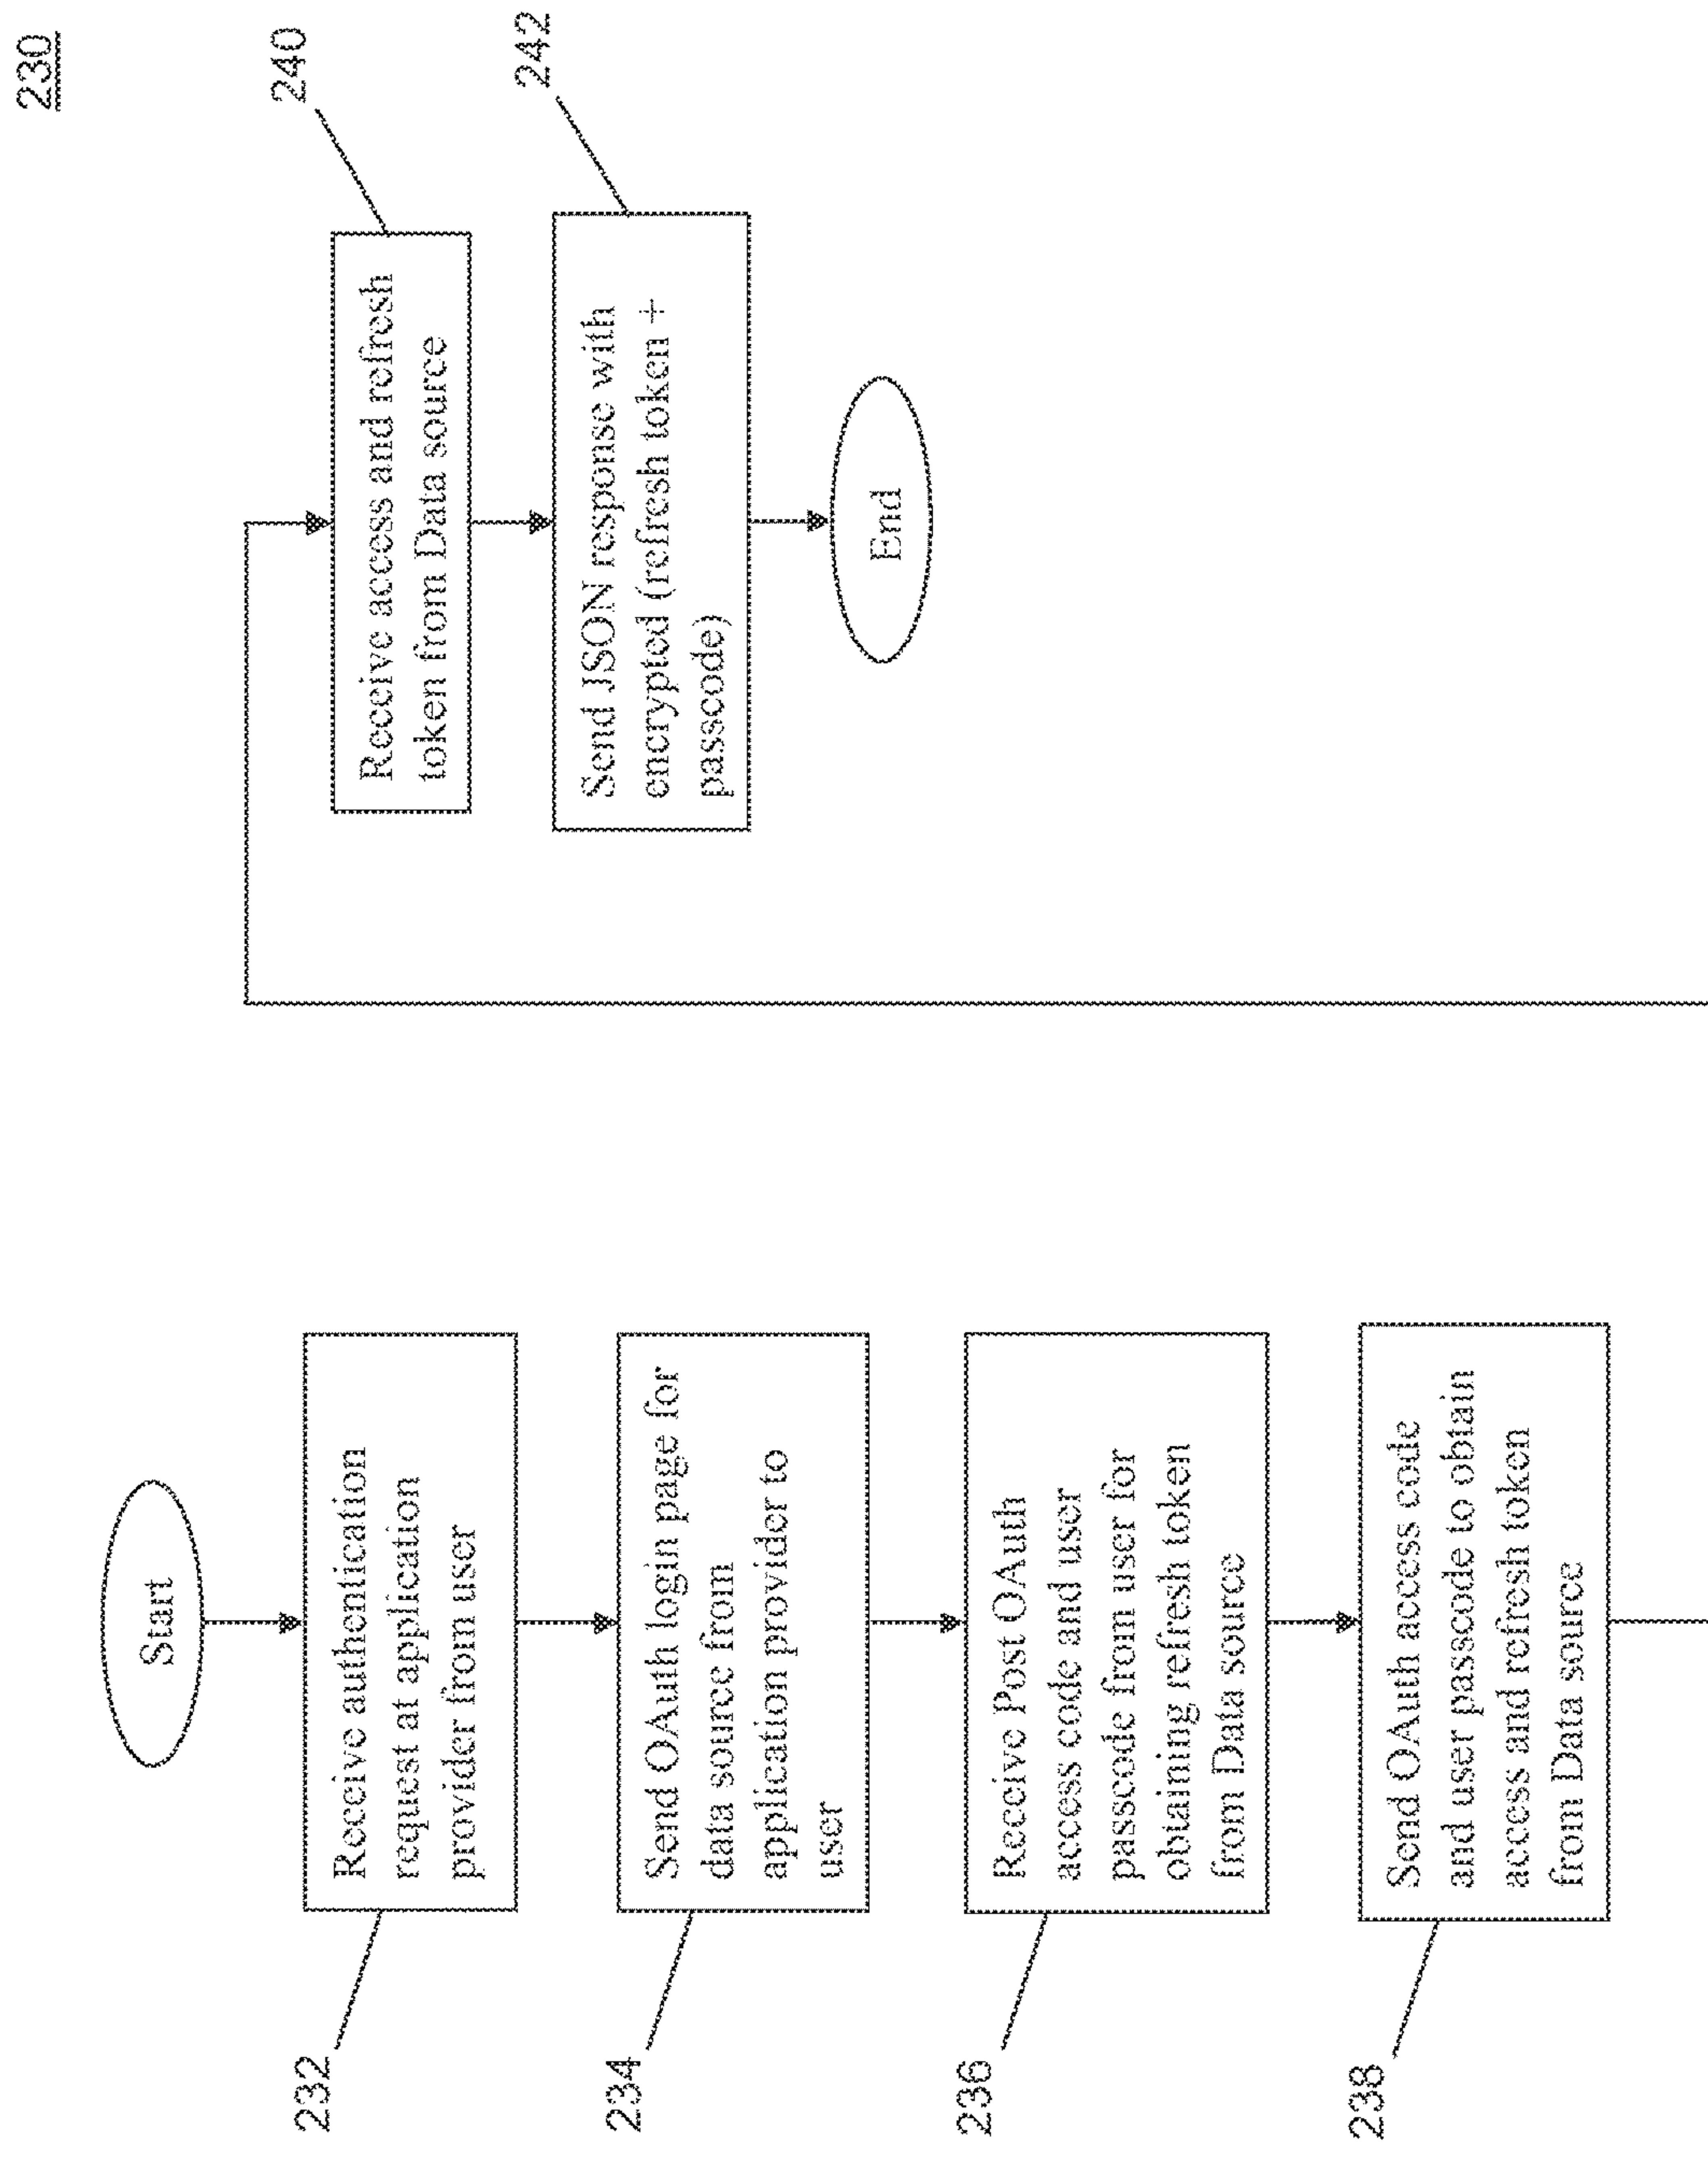 230
Start
232
Receive authentication
request at application
provider from user
234
Send OAuth login page for
data source from
application provider to
user
236
Receive Post OAuth
access code and user
passcode from user for
obtaining refresh token
from Data source
238
Send OAuth access code
and user passcode to obtain
access and refresh token
from Data source
240
Receive access and refresh
token from Data source
242
Send JSON response with
encrypted (refresh token +
passcode)
End